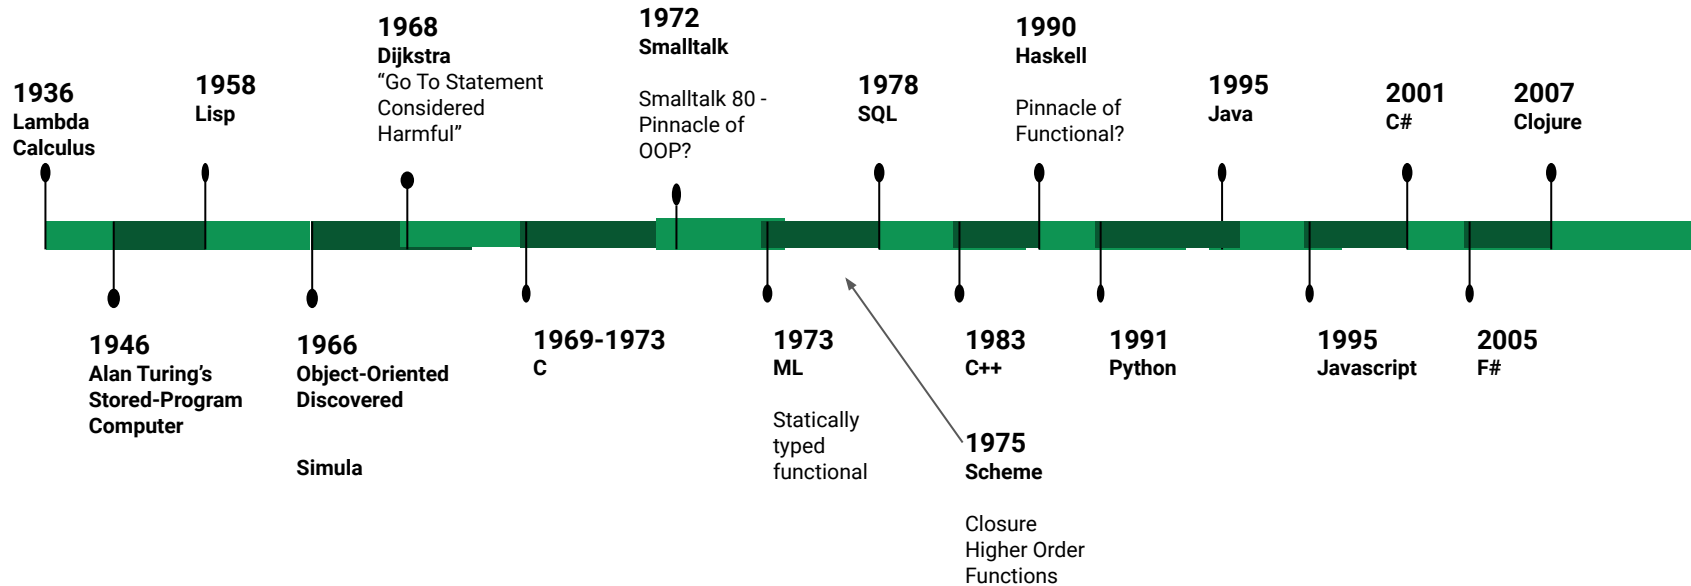 1936
Lambda
Calculus
1946
Alan Turing’s
Stored-Program
Computer
1958
Lisp
1966
Object-Oriented
Discovered
Simula
1968
Dijkstra
“Go To Statement
Considered
Harmful”
1969-1973
C
1972
Smalltalk
Smalltalk 80 -
Pinnacle of
OOP?
1973
ML
Statically
typed
functional
1978
SQL
1975
Scheme
Closure
Higher Order
Functions
1983
C++
1990
Haskell
Pinnacle of
Functional?
1991
Python
1995
Java
1995
Javascript
2001
C#
2005
F#
2007
Clojure